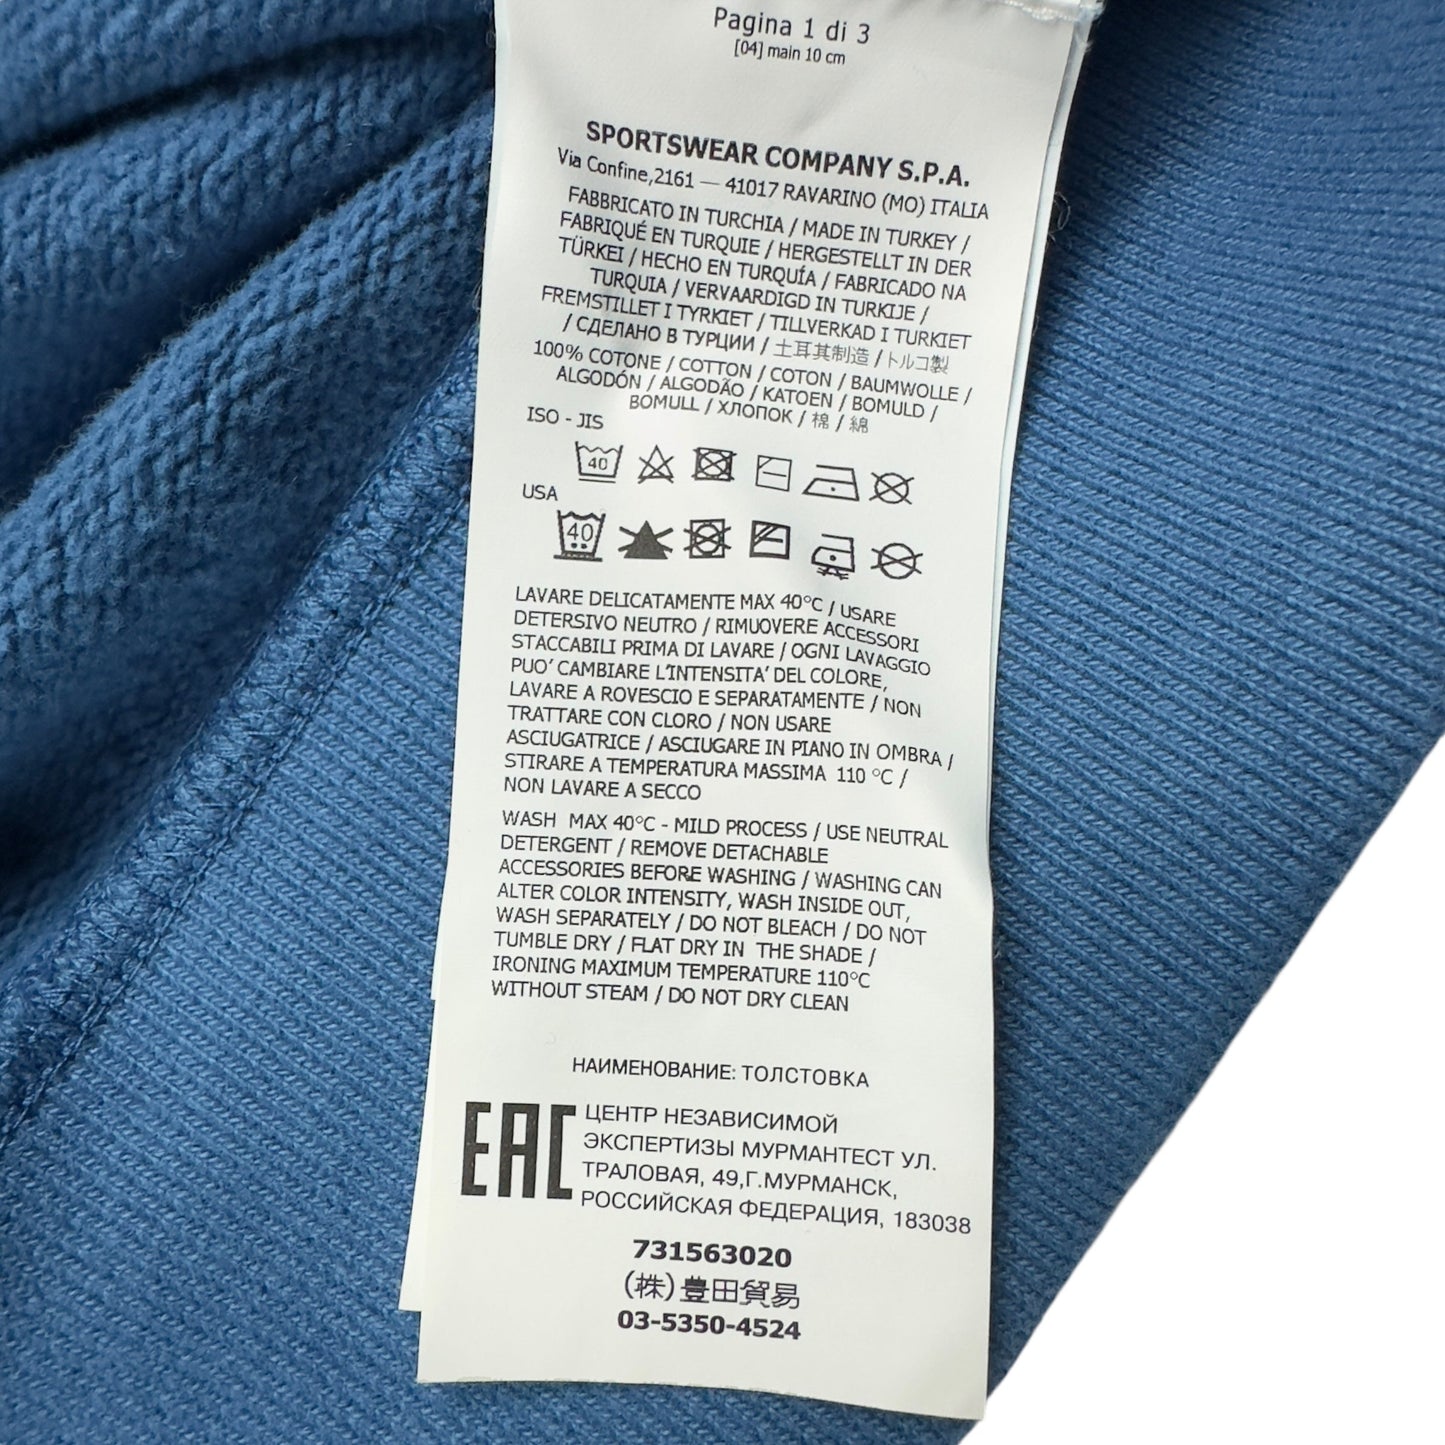 Pagina 1 di 3
[04] main 10 cm
SPORTSWEAR COMPANY S.P.A.
Via Confine,2161 — 41017 RAVARINO (MO) ITALIA
FABBRICATO IN TURCHIA / MADE IN TURKEY /
FABRIQUÉ EN TURQUIE / HERGESTELLT IN DER
TÜRKEI / HECHO EN TURQUÍA / FABRICADO NA
TURQUIA / VERVAARDIGD IN TURKIJE /
FREMSTILLET I TYRKIET / TILLVERKAD I TURKIET
/ СДЕЛАНО В ТУРЦИИ / 土耳其制造 / トルコ製
100% COTONE / COTTON / COTON / BAUMWOLLE /
ALGODÓN / ALGODÃO / KATOEN / BOMULD /
BOMULL / ХЛОПОК / 棉 / 綿
ISO - JIS
40
USA
40
LAVARE DELICATAMENTE MAX 40°C / USARE
DETERSIVO NEUTRO / RIMUOVERE ACCESSORI
STACCABILI PRIMA DI LAVARE / OGNI LAVAGGIO
PUO' CAMBIARE L'INTENSITA' DEL COLORE,
LAVARE A ROVESCIO E SEPARATAMENTE / NON
TRATTARE CON CLORO / NON USARE
ASCIUGATRICE / ASCIUGARE IN PIANO IN OMBRA /
STIRARE A TEMPERATURA MASSIMA 110 °C /
NON LAVARE A SECCO
WASH MAX 40°C - MILD PROCESS / USE NEUTRAL
DETERGENT / REMOVE DETACHABLE
ACCESSORIES BEFORE WASHING / WASHING CAN
ALTER COLOR INTENSITY, WASH INSIDE OUT,
WASH SEPARATELY / DO NOT BLEACH / DO NOT
TUMBLE DRY / FLAT DRY IN THE SHADE /
IRONING MAXIMUM TEMPERATURE 110°C
WITHOUT STEAM / DO NOT DRY CLEAN
НАИМЕНОВАНИЕ: ТОЛСТОВКА
EAC
ЦЕНТР НЕЗАВИСИМОЙ
ЭКСПЕРТИЗЫ МУРМАНТЕСТ УЛ.
ТРАЛОВАЯ, 49,Г.МУРМАНСК,
РОССИЙСКАЯ ФЕДЕРАЦИЯ, 183038
731563020
(株)豊田貿易
03-5350-4524